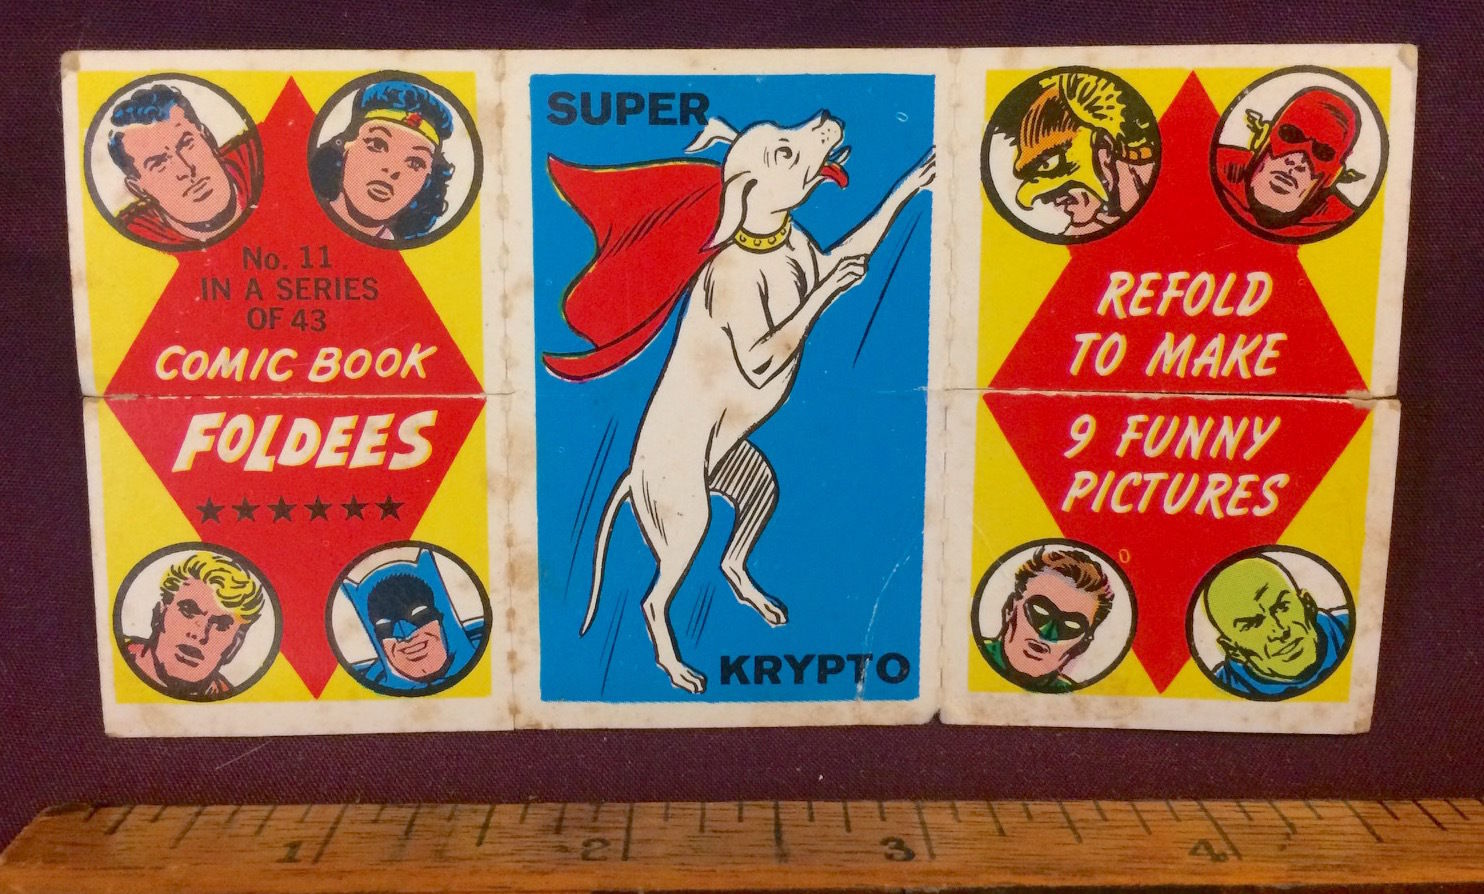 No. 11
IN A SERIES
OF 43
COMIC BOOK
FOLDEES
SUPER
KRYPTO
REFOLD
TO MAKE
9 FUNNY
PICTURES
1 2 3 4